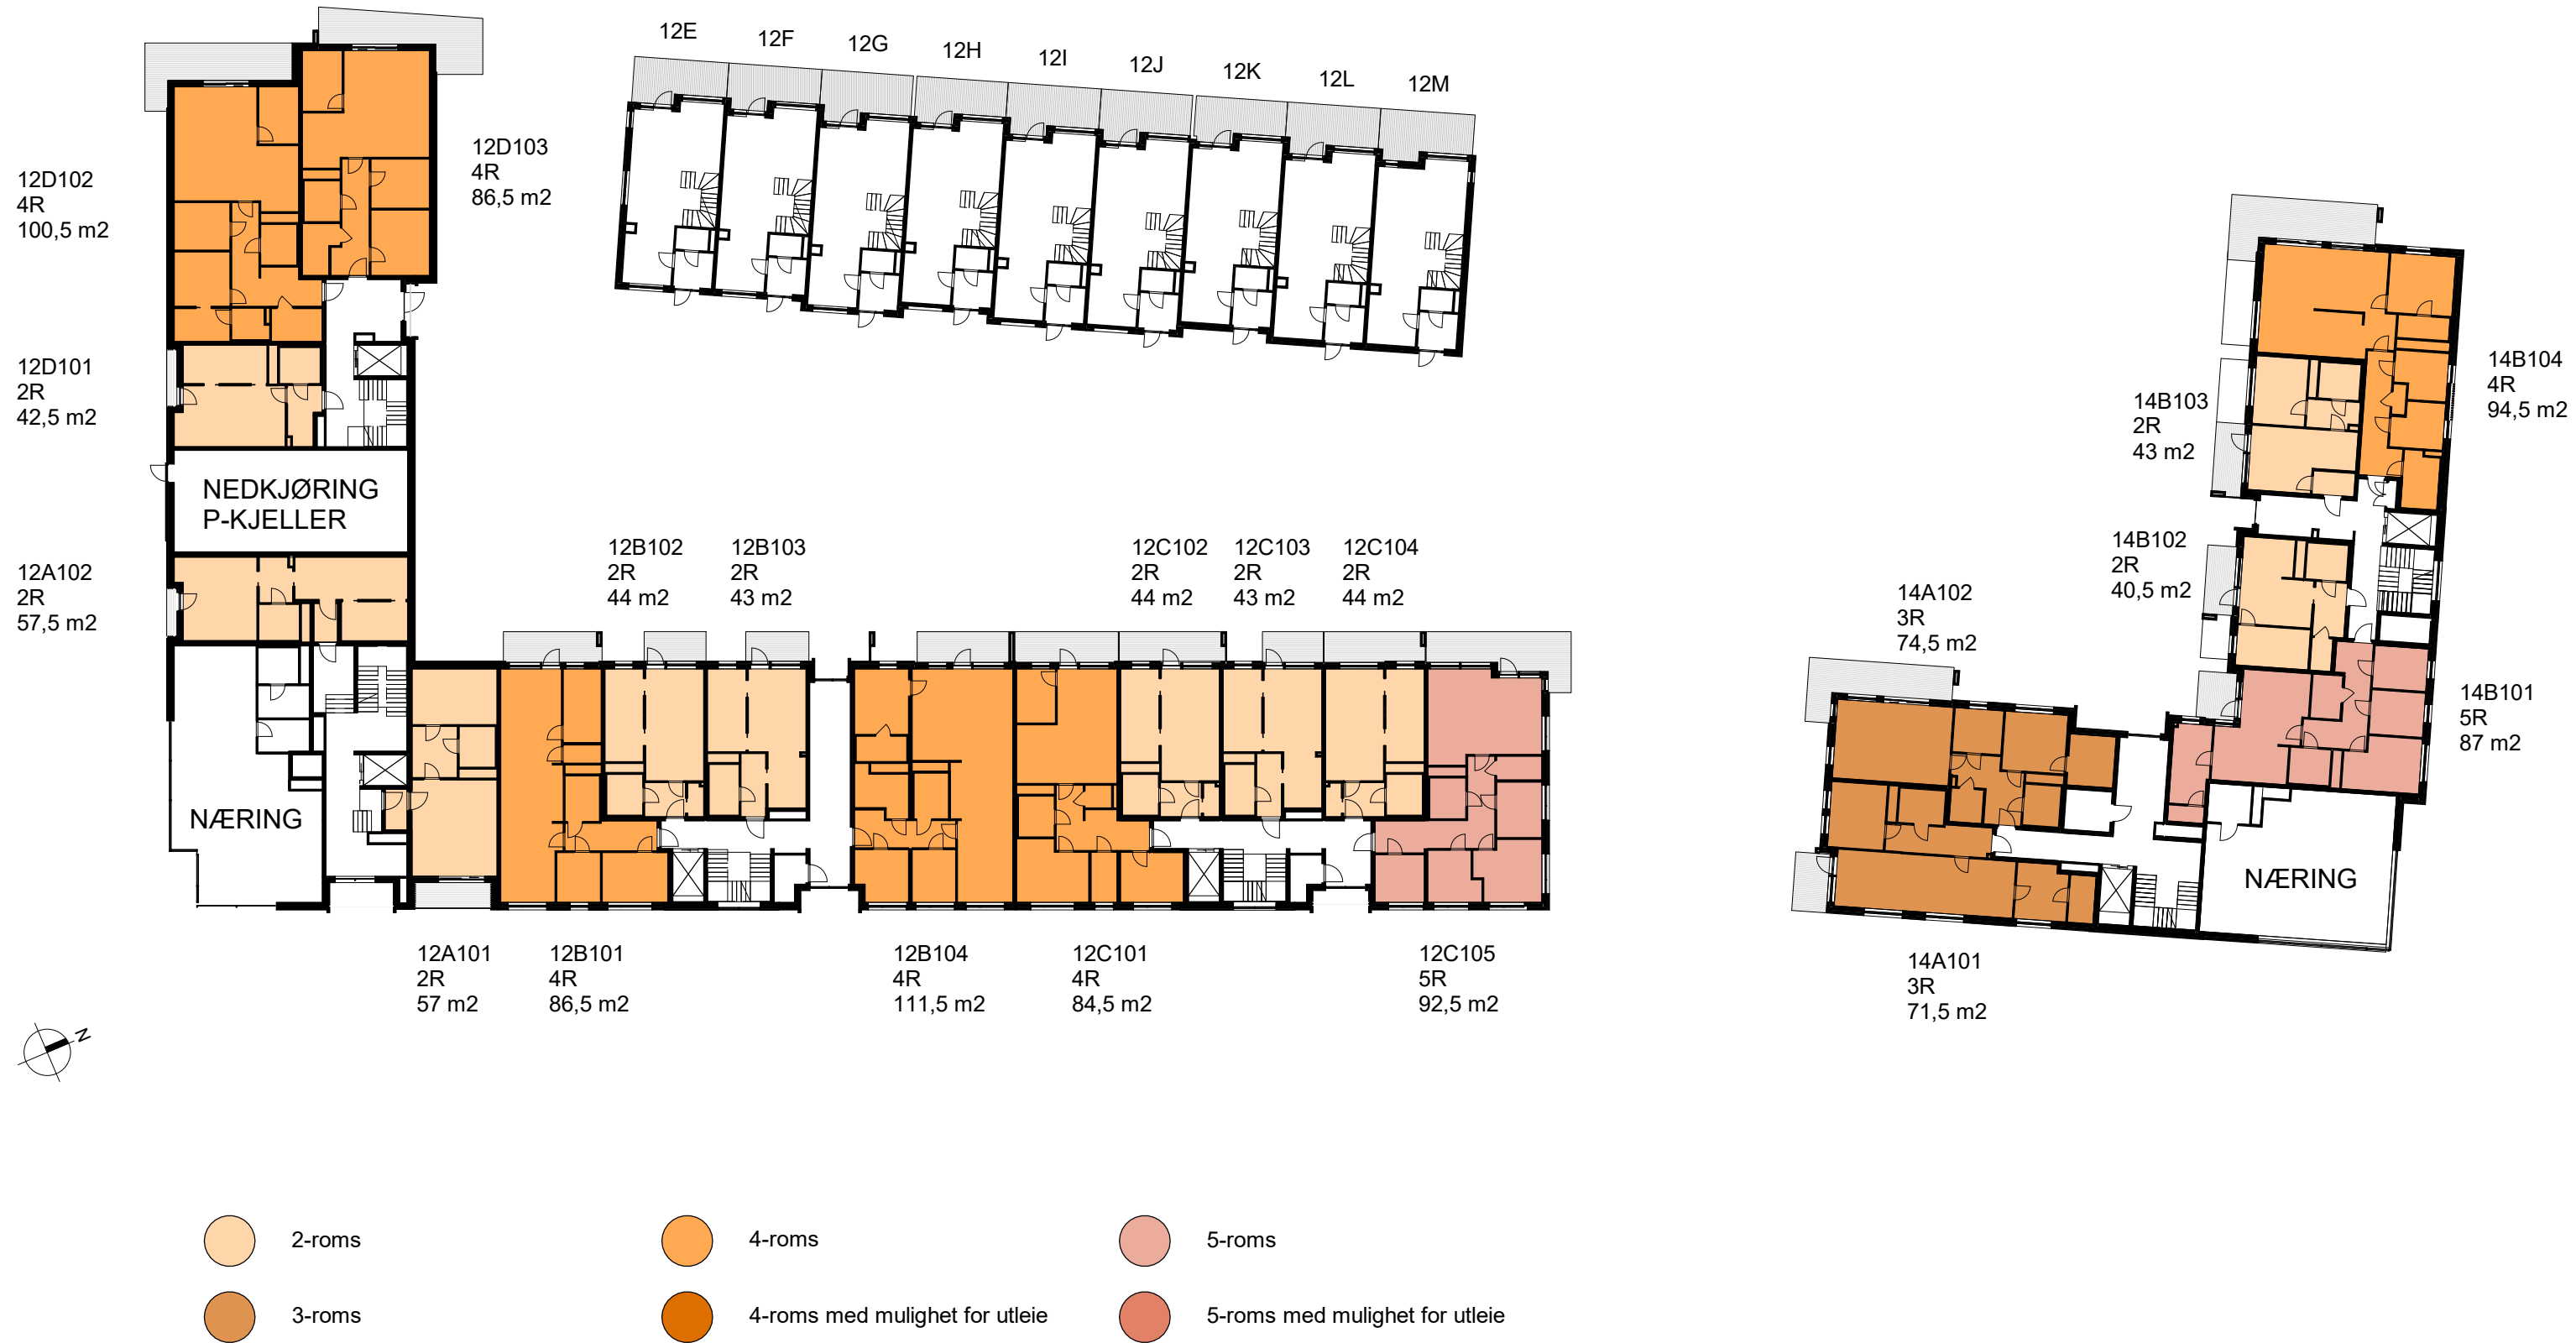 12E
12F
12G
12H
12I
12J
12K
12L
12M
12D103
4R
86,5 m2
12D102
4R
100,5 m2
12D101
2R
42,5 m2
14B104
4R
94,5 m2
14B103
2R
43 m2
NEDKJØRING
P-KJELLER
12A102
2R
57,5 m2
12B102
2R
44 m2
12B103
2R
43 m2
12C102
2R
44 m2
12C103
2R
43 m2
12C104
2R
44 m2
14B102
2R
40,5 m2
14A102
3R
74,5 m2
14B101
5R
87 m2
NÆRING
NÆRING
12A101
2R
57 m2
12B101
4R
86,5 m2
12B104
4R
111,5 m2
12C101
4R
84,5 m2
12C105
5R
92,5 m2
14A101
3R
71,5 m2
N
2-roms
4-roms
5-roms
3-roms
4-roms med mulighet for utleie
5-roms med mulighet for utleie